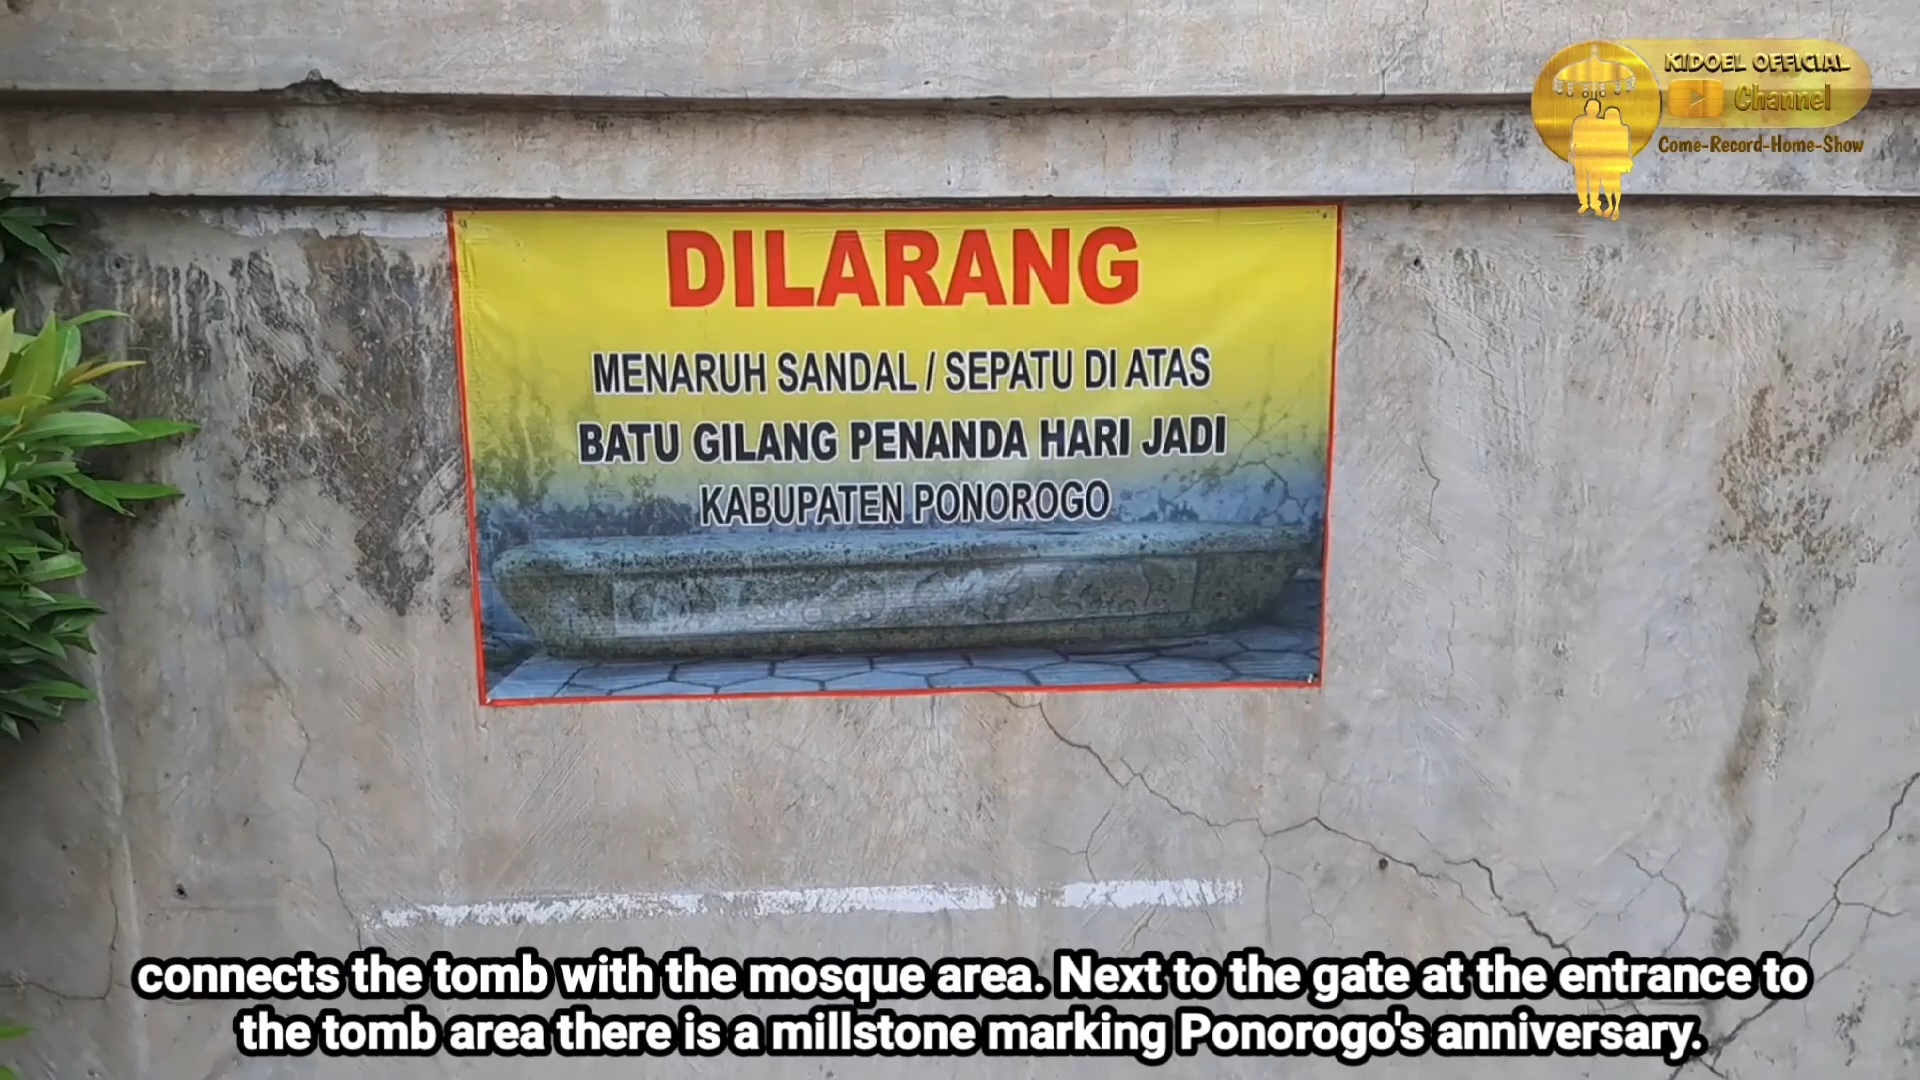 KIDOEL OFFICIAL
Channel
Come-Record-Home-Show
DILARANG
MENARUH SANDAL / SEPATU DI ATAS
BATU GILANG PENANDA HARI JADI
KABUPATEN PONOROGO
connects the tomb with the mosque area. Next to the gate at the entrance to
the tomb area there is a millstone marking Ponorogo's anniversary.